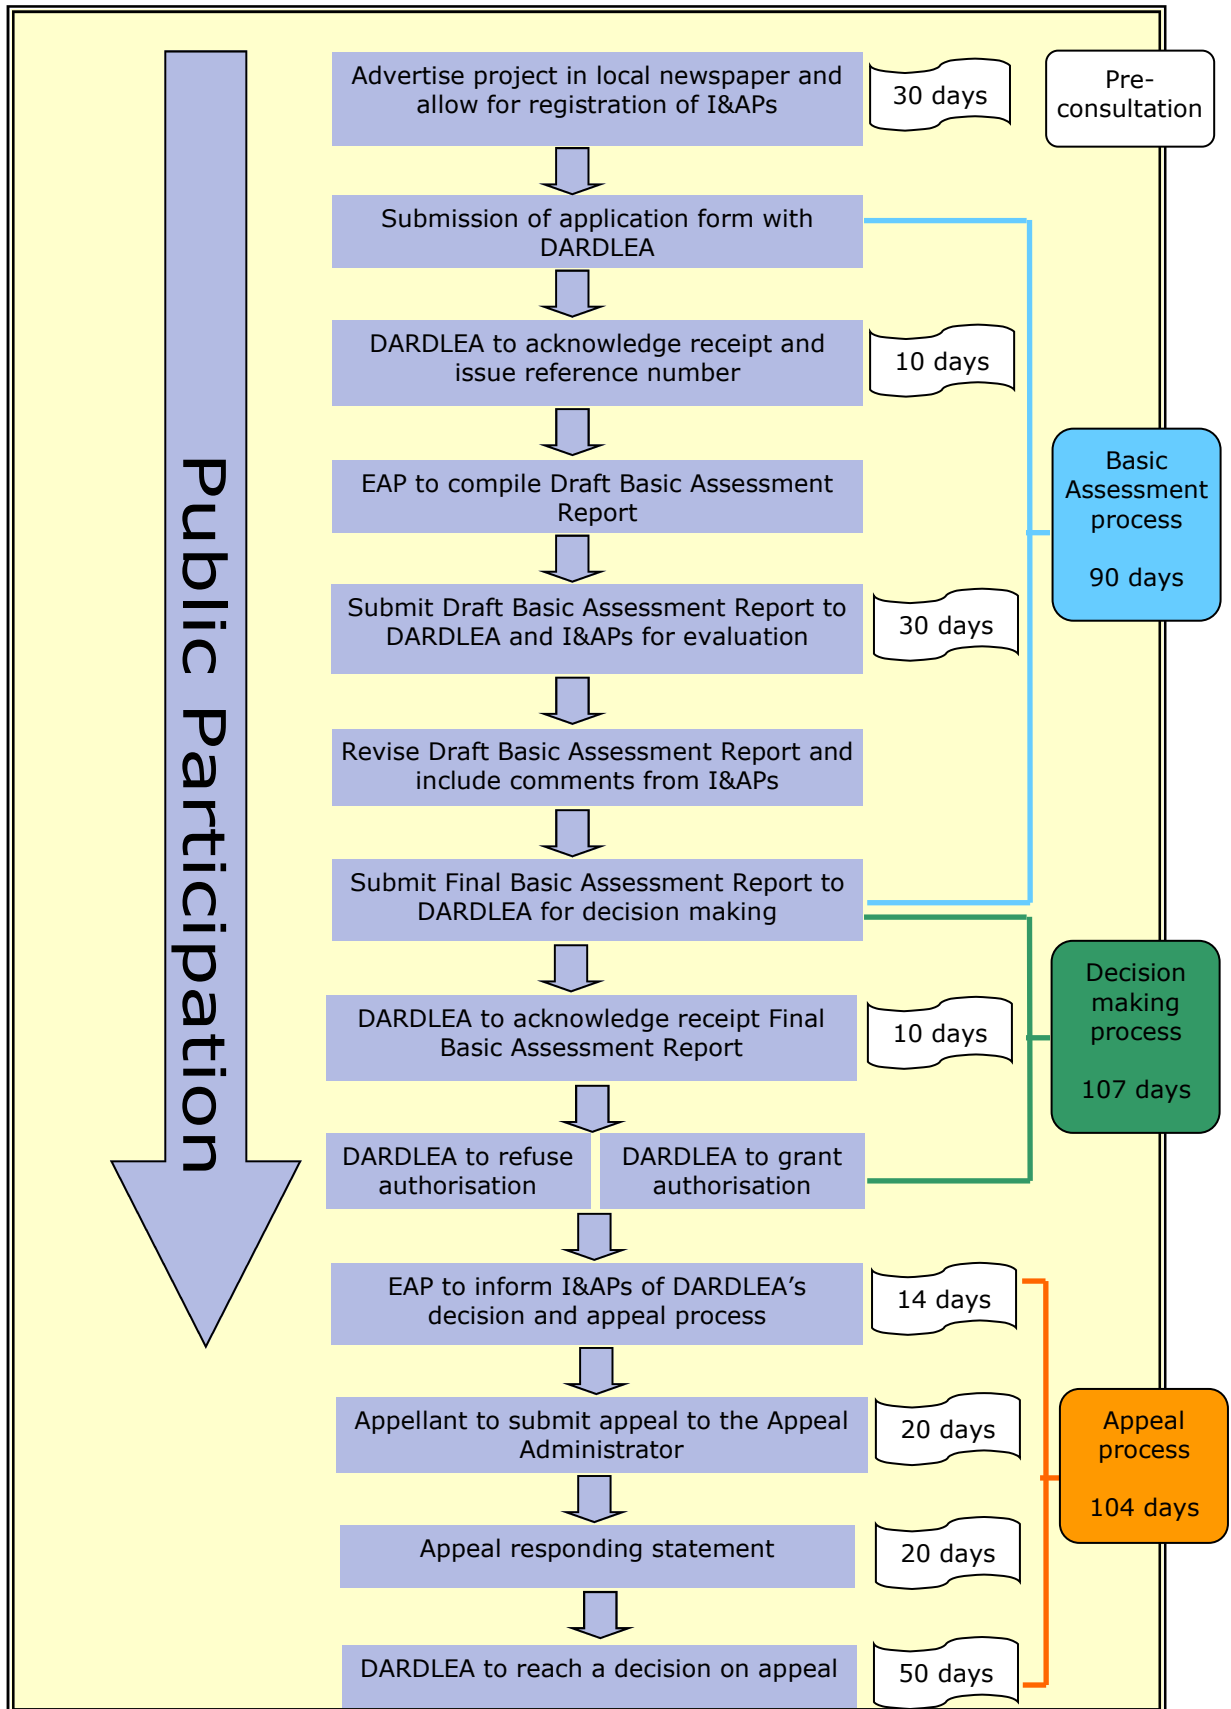 Public Participation
Advertise project in local newspaper and
allow for registration of I&APs
30 days
Pre-
consultation
Submission of application form with
DARDLEA
DARDLEA to acknowledge receipt and
issue reference number
10 days
EAP to compile Draft Basic Assessment
Report
Basic
Assessment
process
90 days
Submit Draft Basic Assessment Report to
DARDLEA and I&APs for evaluation
30 days
Revise Draft Basic Assessment Report and
include comments from I&APs
Submit Final Basic Assessment Report to
DARDLEA for decision making
DARDLEA to acknowledge receipt Final
Basic Assessment Report
10 days
Decision
making
process
107 days
DARDLEA to refuse
authorisation
DARDLEA to grant
authorisation
EAP to inform I&APs of DARDLEA’s
decision and appeal process
14 days
Appellant to submit appeal to the Appeal
Administrator
20 days
Appeal
process
104 days
Appeal responding statement
20 days
DARDLEA to reach a decision on appeal
50 days